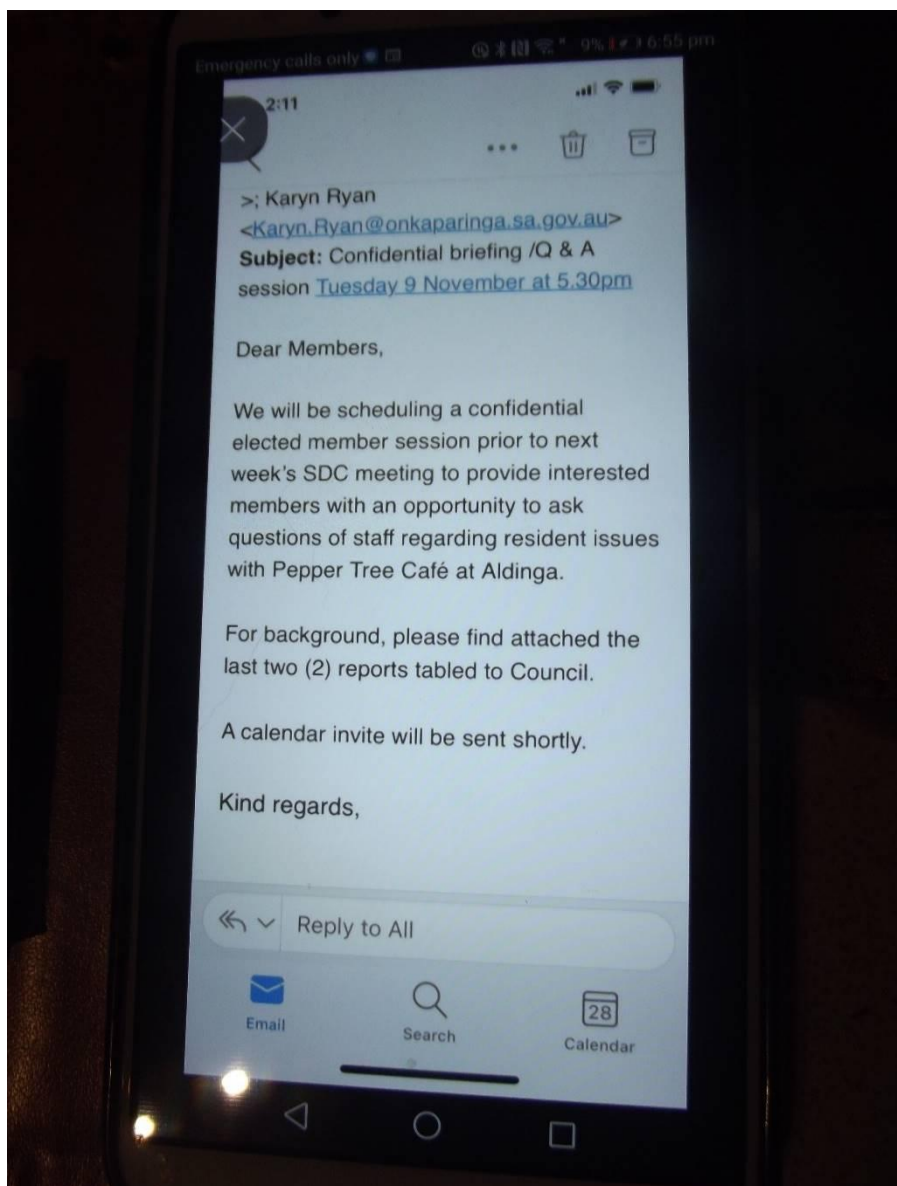 Emergency calls only
9% 6:55 pm
2:11
>; Karyn Ryan
<Karyn.Ryan@onkaparinga.sa.gov.au>
Subject: Confidential briefing /Q & A
session Tuesday 9 November at 5.30pm
Dear Members,
We will be scheduling a confidential
elected member session prior to next
week's SDC meeting to provide interested
members with an opportunity to ask
questions of staff regarding resident issues
with Pepper Tree Café at Aldinga.
For background, please find attached the
last two (2) reports tabled to Council.
A calendar invite will be sent shortly.
Kind regards,
Reply to All
28
Email
Search
Calendar